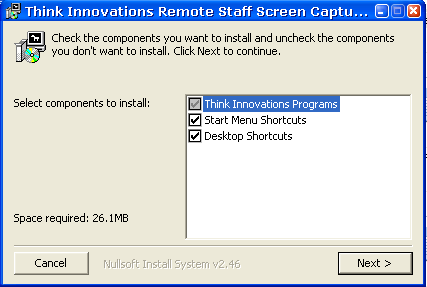 Think Innovations Remote Staff Screen Captu...
Check the components you want to install and uncheck the components
you don't want to install. Click Next to continue.
Select components to install:
Think Innovations Programs
Start Menu Shortcuts
Desktop Shortcuts
Space required: 26.1MB
Cancel
Nullsoft Install System v2.46
Next >